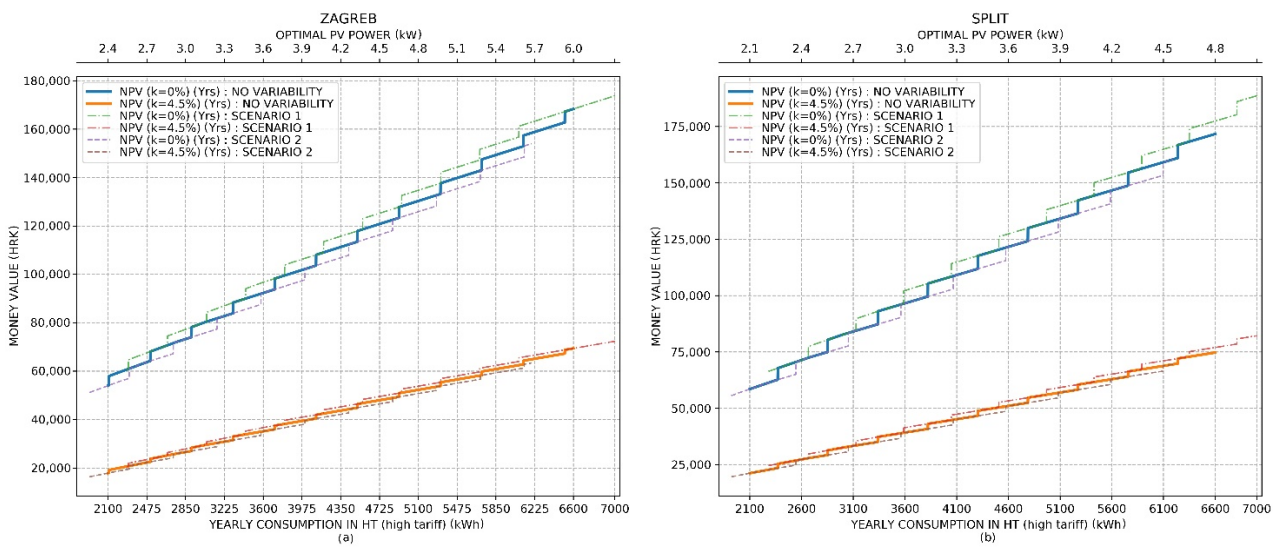 ZAGREB
OPTIMAL PV POWER (kW)
2.4 2.7 3.0 3.3 3.6 3.9 4.2 4.5 4.8 5.1 5.4 5.7 6.0
NPV (k=0%) (Yrs) : NO VARIABILITY
NPV (k=4.5%) (Yrs) : NO VARIABILITY
NPV (k=0%) (Yrs) : SCENARIO 1
NPV (k=4.5%) (Yrs) : SCENARIO 1
NPV (k=0%) (Yrs) : SCENARIO 2
NPV (k=4.5%) (Yrs) : SCENARIO 2
MONEY VALUE (HRK)
180,000
160,000
140,000
120,000
100,000
80,000
60,000
40,000
20,000
2100 2475 2850 3225 3600 3975 4350 4725 5100 5475 5850 6225 6600 7000
YEARLY CONSUMPTION IN HT (high tariff) (kWh)
(a)
SPLIT
OPTIMAL PV POWER (kW)
2.1 2.4 2.7 3.0 3.3 3.6 3.9 4.2 4.5 4.8
NPV (k=0%) (Yrs) : NO VARIABILITY
NPV (k=4.5%) (Yrs) : NO VARIABILITY
NPV (k=0%) (Yrs) : SCENARIO 1
NPV (k=4.5%) (Yrs) : SCENARIO 1
NPV (k=0%) (Yrs) : SCENARIO 2
NPV (k=4.5%) (Yrs) : SCENARIO 2
MONEY VALUE (HRK)
175,000
150,000
125,000
100,000
75,000
50,000
25,000
2100 2600 3100 3600 4100 4600 5100 5600 6100 6600 7000
YEARLY CONSUMPTION IN HT (high tariff) (kWh)
(b)